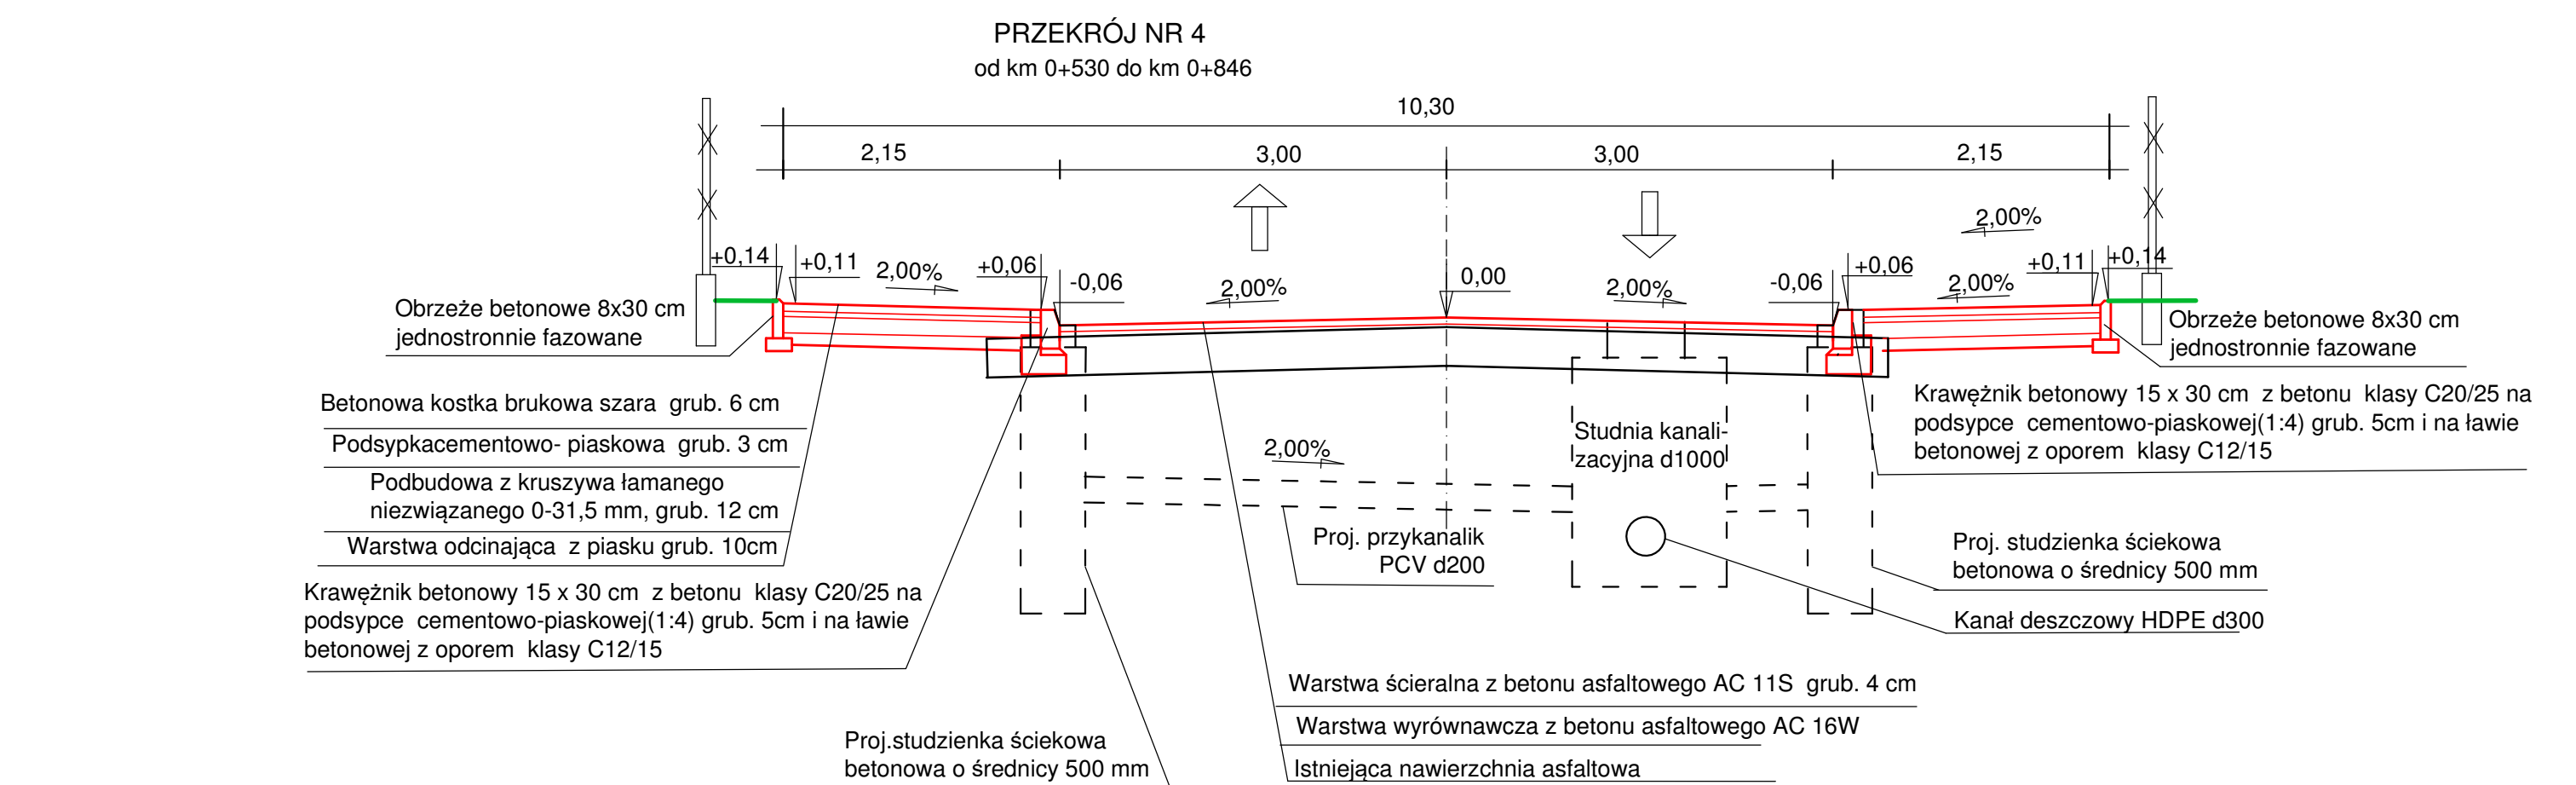 PRZEKRÓJ NR 4
od km 0+530 do km 0+846
10,30
2,15
3,00
3,00
2,15
2,00%
+0,14
+0,11
2,00%
+0,06
-0,06
2,00%
0,00
2,00%
-0,06
+0,06
2,00%
+0,11
+0,14
Obrzeże betonowe 8x30 cm
jednostronnie fazowane
Obrzeże betonowe 8x30 cm
jednostronnie fazowane
Betonowa kostka brukowa szara grub. 6 cm
Podsypkacementowo- piaskowa grub. 3 cm
Podbudowa z kruszywa łamanego
niezwiązanego 0-31,5 mm, grub. 12 cm
Warstwa odcinająca z piasku grub. 10cm
Krawężnik betonowy 15 x 30 cm z betonu klasy C20/25 na
podsypce cementowo-piaskowej(1:4) grub. 5cm i na ławie
betonowej z oporem klasy C12/15
Studnia kanali-
zacyjna d1000
2,00%
Proj. przykanalik
PCV d200
Krawężnik betonowy 15 x 30 cm z betonu klasy C20/25 na
podsypce cementowo-piaskowej(1:4) grub. 5cm i na ławie
betonowej z oporem klasy C12/15
Proj. studzienka ściekowa
betonowa o średnicy 500 mm
Kanał deszczowy HDPE d300
Warstwa ścieralna z betonu asfaltowego AC 11S grub. 4 cm
Warstwa wyrównawcza z betonu asfaltowego AC 16W
Istniejąca nawierzchnia asfaltowa
Proj.studzienka ściekowa
betonowa o średnicy 500 mm